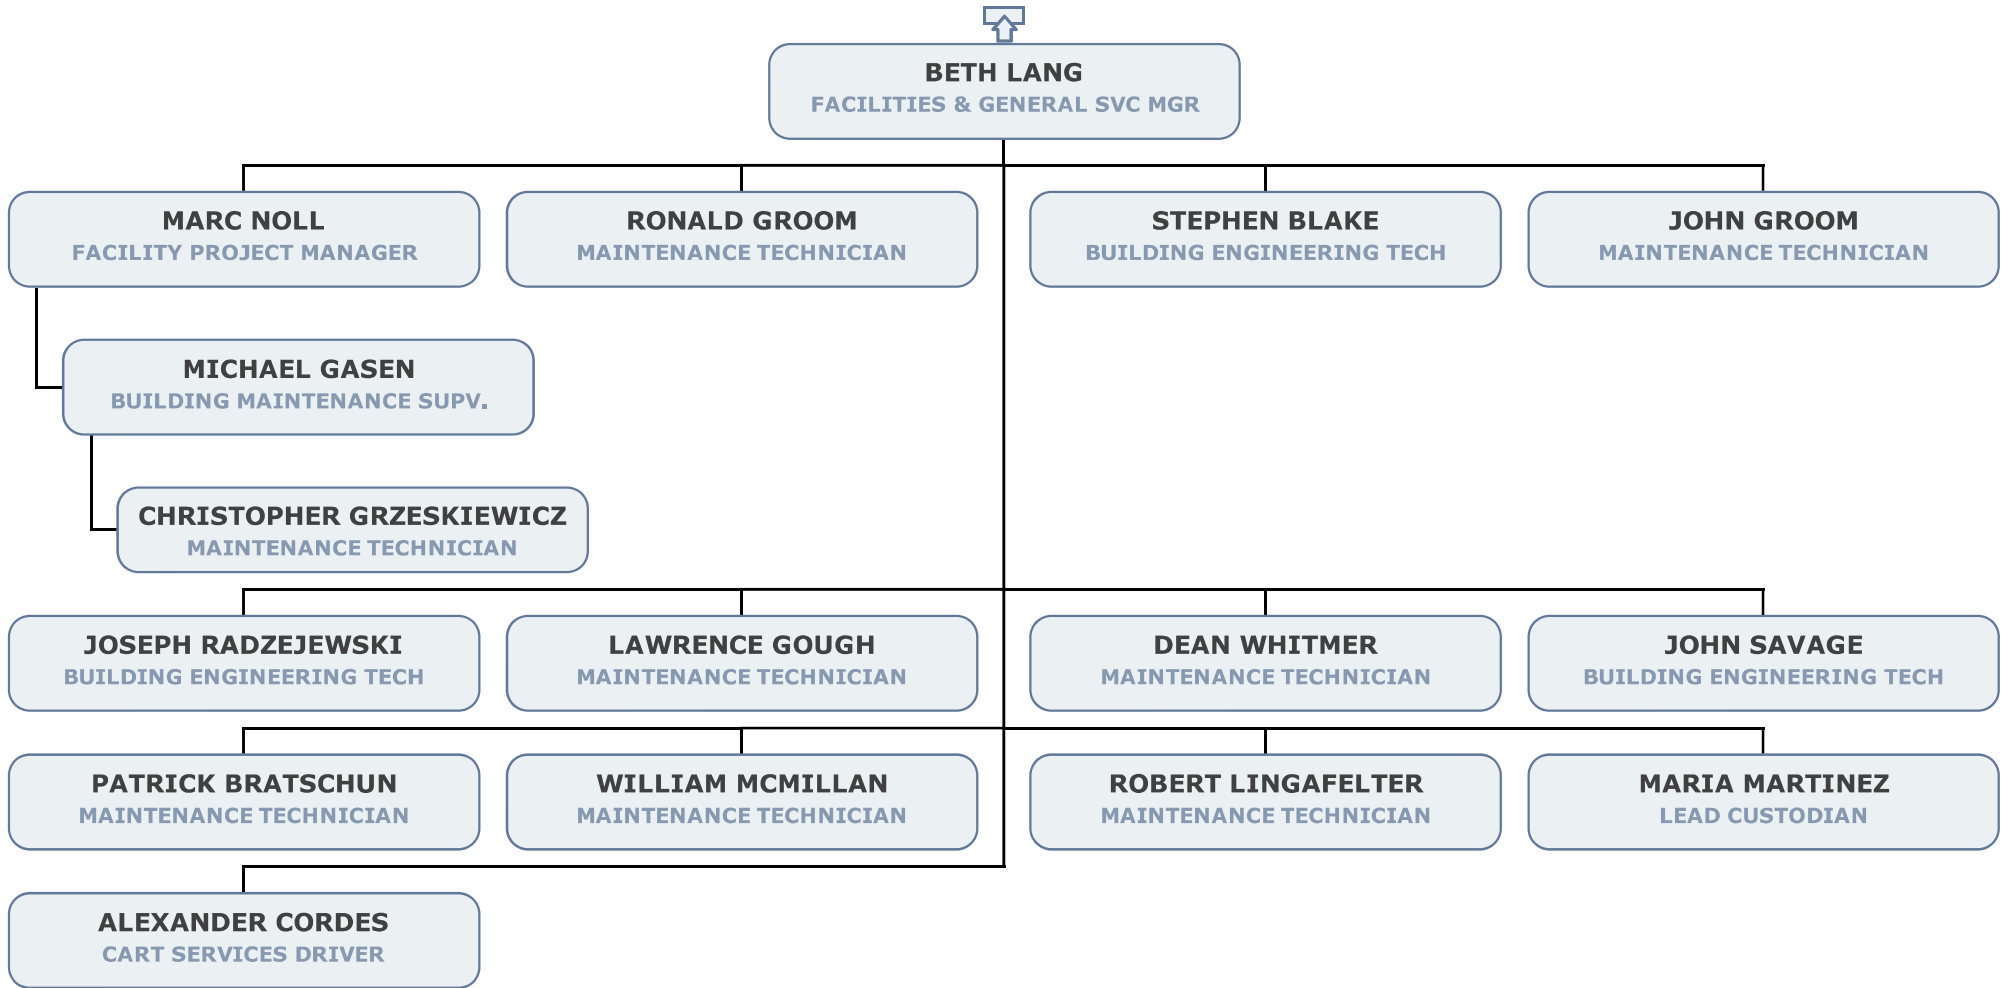 BETH LANG
FACILITIES & GENERAL SVC MGR
MARC NOLL
FACILITY PROJECT MANAGER
RONALD GROOM
MAINTENANCE TECHNICIAN
STEPHEN BLAKE
BUILDING ENGINEERING TECH
JOHN GROOM
MAINTENANCE TECHNICIAN
MICHAEL GASEN
BUILDING MAINTENANCE SUPV.
CHRISTOPHER GRZESKIEWICZ
MAINTENANCE TECHNICIAN
JOSEPH RADZEJEWSKI
BUILDING ENGINEERING TECH
LAWRENCE GOUGH
MAINTENANCE TECHNICIAN
DEAN WHITMER
MAINTENANCE TECHNICIAN
JOHN SAVAGE
BUILDING ENGINEERING TECH
PATRICK BRATSCHUN
MAINTENANCE TECHNICIAN
WILLIAM MCMILLAN
MAINTENANCE TECHNICIAN
ROBERT LINGAFELTER
MAINTENANCE TECHNICIAN
MARIA MARTINEZ
LEAD CUSTODIAN
ALEXANDER CORDES
CART SERVICES DRIVER